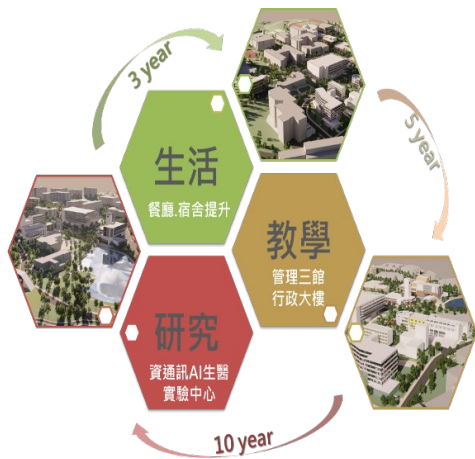 3 year
5 year
生活
餐廳.宿舍提升
教學
管理三館
行政大樓
研究
資通訊AI生醫
實驗中心
10 year